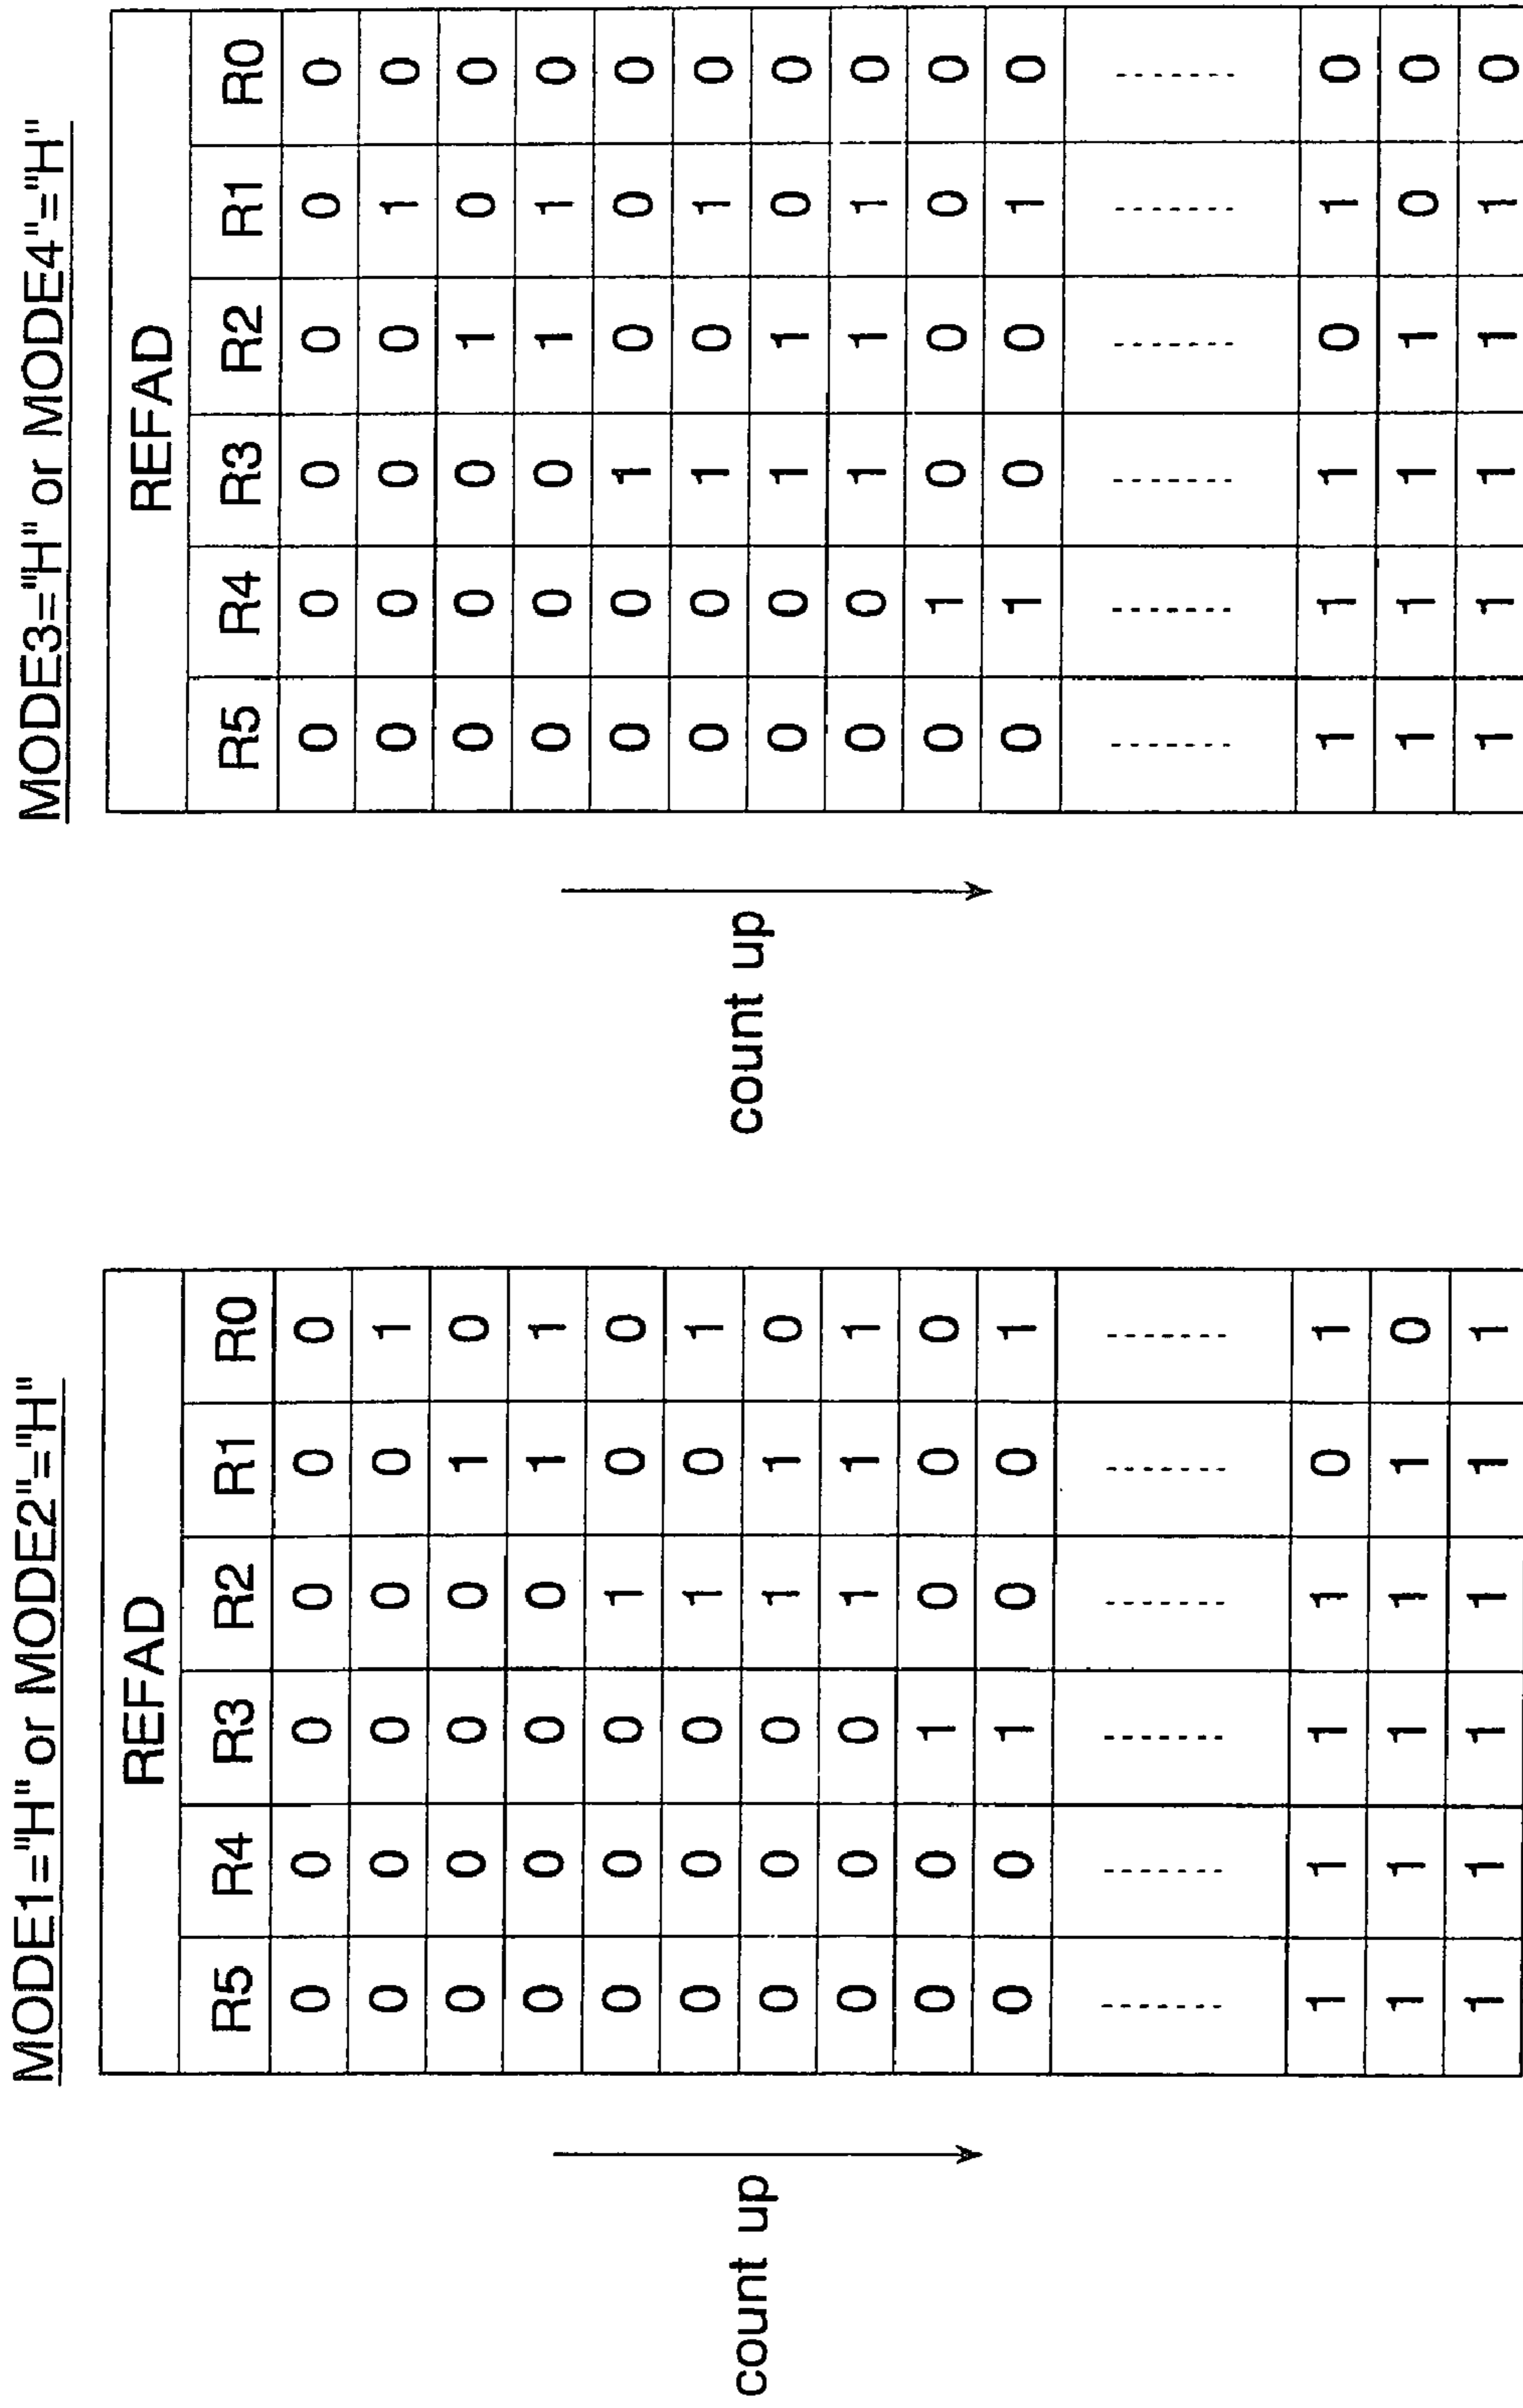 MODE1="H" or MODE2"="H"
REFAD
R5 R4 R3 R2 R1 R0
0 0 0 0 0 0
0 0 0 0 0 1
0 0 0 0 1 0
0 0 0 0 1 1
0 0 0 1 0 0
0 0 0 1 0 1
0 0 0 1 1 0
0 0 0 1 1 1
0 0 1 0 0 0
0 0 1 0 0 1
1 1 1 1 0 1
1 1 1 1 1 0
1 1 1 1 1 1
count up
MODE3="H" or MODE4"="H"
REFAD
R5 R4 R3 R2 R1 R0
0 0 0 0 0 0
0 0 0 0 1 0
0 0 0 1 0 0
0 0 0 1 1 0
0 0 1 0 0 0
0 0 1 0 1 0
0 0 1 1 0 0
0 0 1 1 1 0
0 1 0 0 0 0
0 1 0 0 1 0
1 1 1 0 1 0
1 1 1 1 0 0
1 1 1 1 1 0
count up